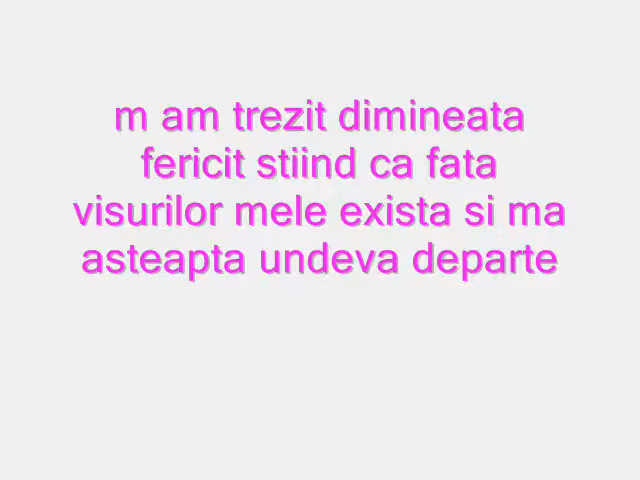 m am trezit dimineata
fericit stiind ca fata
visurilor mele exista si ma
asteapta undeva departe